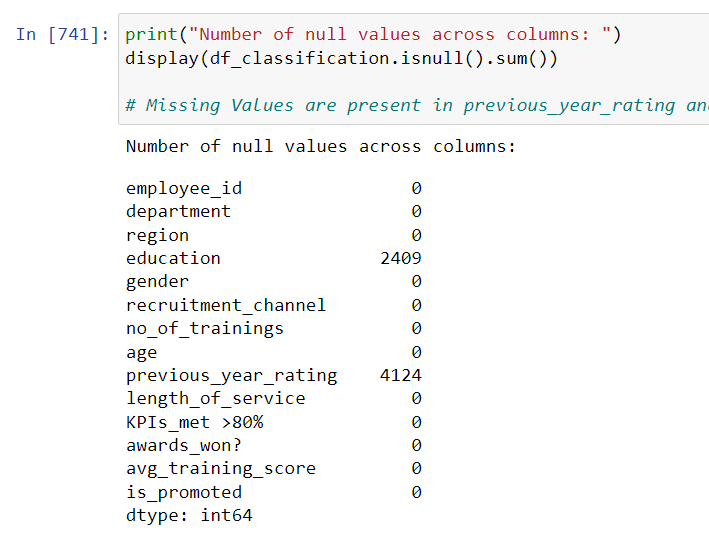 In [741]: print("Number of null values across columns: ")
display(df_classification.isnull().sum())
# Missing Values are present in previous_year_rating
Number of null values across columns:
employee_id 0
department 0
region 0
education 2409
gender 0
recruitment_channel 0
no_of_trainings 0
age 0
previous_year_rating 4124
length_of_service 0
KPIs_met >80% 0
awards_won? 0
avg_training_score 0
is_promoted 0
dtype: int64